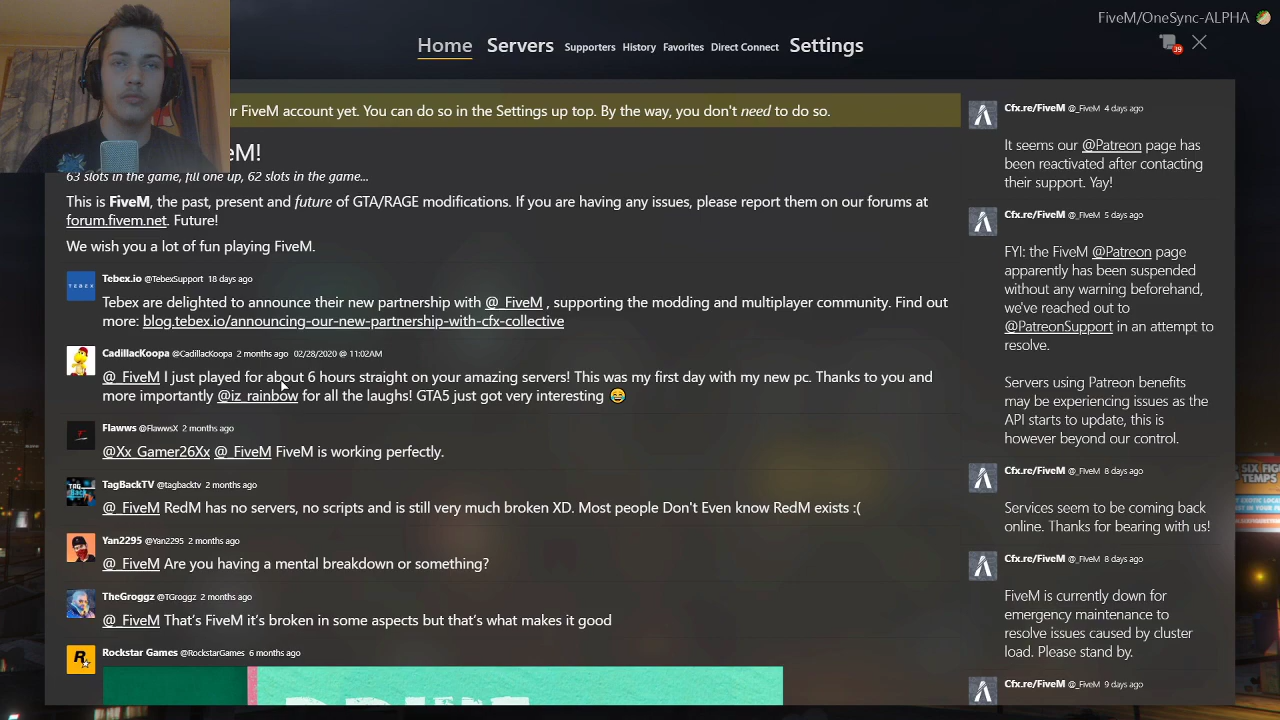 FiveM/OneSync-ALPHA
Home Servers Supporters History Favorites Direct Connect Settings
39
r FiveM account yet. You can do so in the Settings up top. By the way, you don't need to do so.
eM!
63 slots in the game, fill one up, 62 slots in the game...
This is FiveM, the past, present and future of GTA/RAGE modifications. If you are having any issues, please report them on our forums at
forum.fivem.net. Future!
We wish you a lot of fun playing FiveM.
TEBEX
Tebex.io @TebexSupport 18 days ago
Tebex are delighted to announce their new partnership with @_FiveM , supporting the modding and multiplayer community. Find out
more: blog.tebex.io/announcing-our-new-partnership-with-cfx-collective
CadillacKoopa @CadillacKoopa 2 months ago 02/28/2020 @ 11:02AM
@_FiveM I just played for about 6 hours straight on your amazing servers! This was my first day with my new pc. Thanks to you and
more importantly @iz_rainbow for all the laughs! GTA5 just got very interesting 😂
Flawws @FlawwsX 2 months ago
@Xx_Gamer26Xx @_FiveM FiveM is working perfectly.
TAG BACK
TagBackTV @tagbacktv 2 months ago
@_FiveM RedM has no servers, no scripts and is still very much broken XD. Most people Don't Even know RedM exists :(
Yan2295 @Yan2295 2 months ago
@_FiveM Are you having a mental breakdown or something?
TheGroggz @TGroggz 2 months ago
@_FiveM That's FiveM it's broken in some aspects but that's what makes it good
Rockstar Games @RockstarGames 6 months ago
Cfx.re/FiveM @_FiveM 4 days ago
It seems our @Patreon page has
been reactivated after contacting
their support. Yay!
Cfx.re/FiveM @_FiveM 5 days ago
FYI: the FiveM @Patreon page
apparently has been suspended
without any warning beforehand,
we've reached out to
@PatreonSupport in an attempt to
resolve.
Servers using Patreon benefits
may be experiencing issues as the
API starts to update, this is
however beyond our control.
Cfx.re/FiveM @_FiveM 8 days ago
Services seem to be coming back
online. Thanks for bearing with us!
Cfx.re/FiveM @_FiveM 8 days ago
FiveM is currently down for
emergency maintenance to
resolve issues caused by cluster
load. Please stand by.
Cfx.re/FiveM @_FiveM 9 days ago
SIX FIG
TEMPS